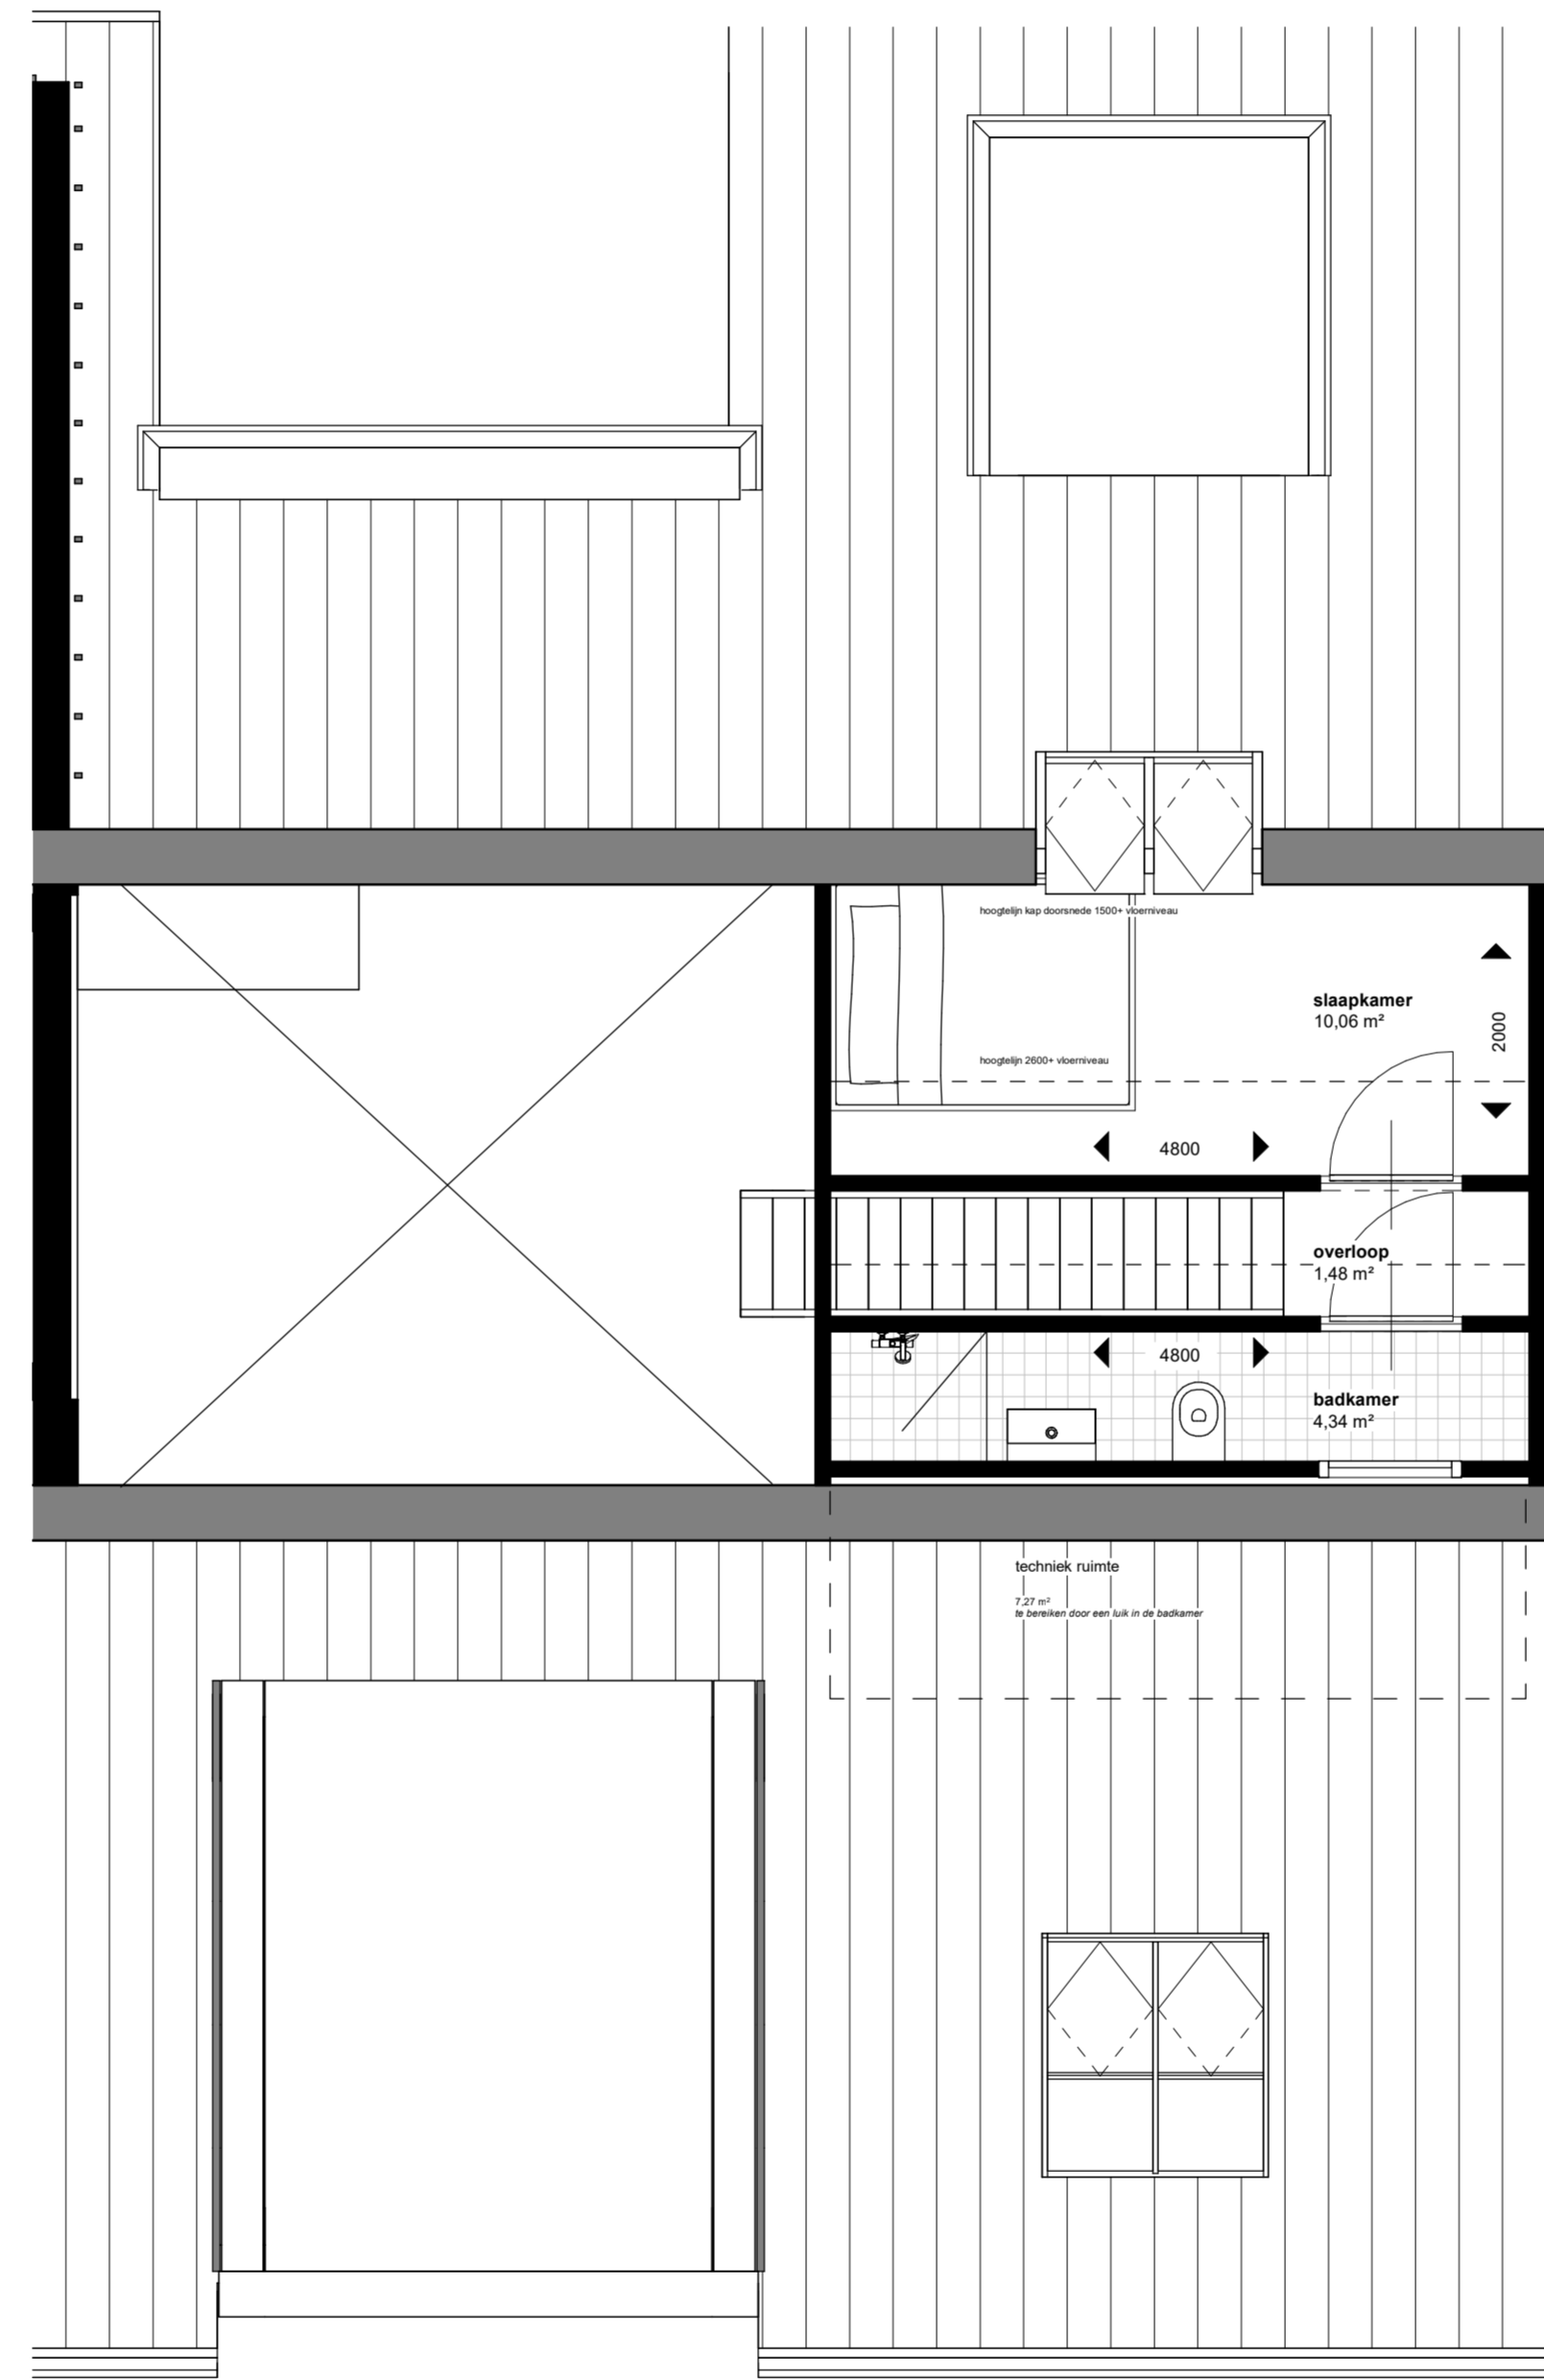 hoogtelijn kap doorsnede 1500+ vloerniveau
slaapkamer
10,06 m²
2000
hoogtelijn 2600+ vloerniveau
4800
overloop
1,48 m²
4800
badkamer
4,34 m²
techniek ruimte
7,27 m²
te bereiken door een luik in de badkamer